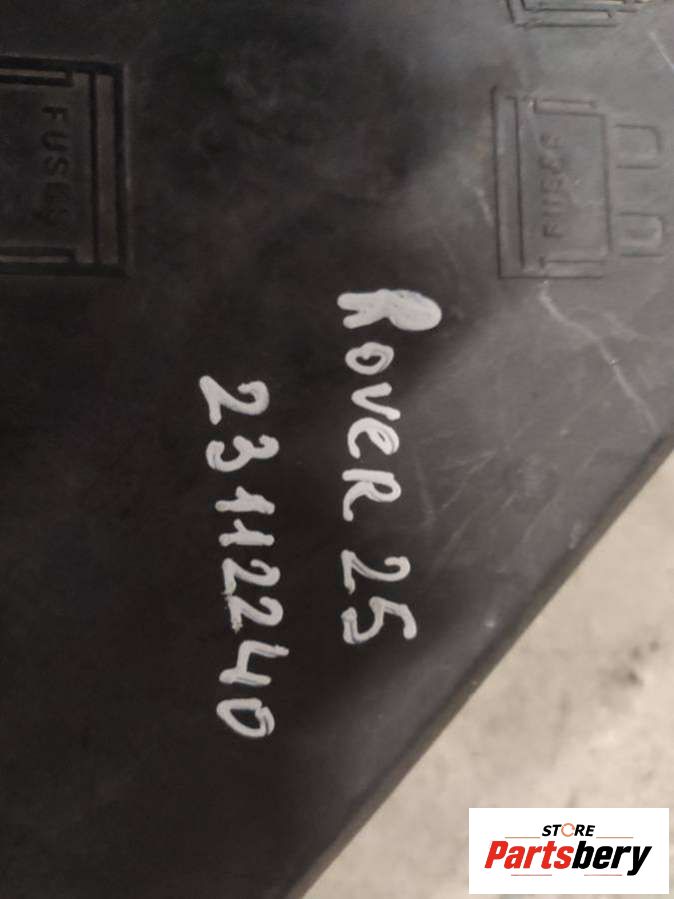 FUSES
FUSES
ROVER 25
23112240
STORE
Partsbery